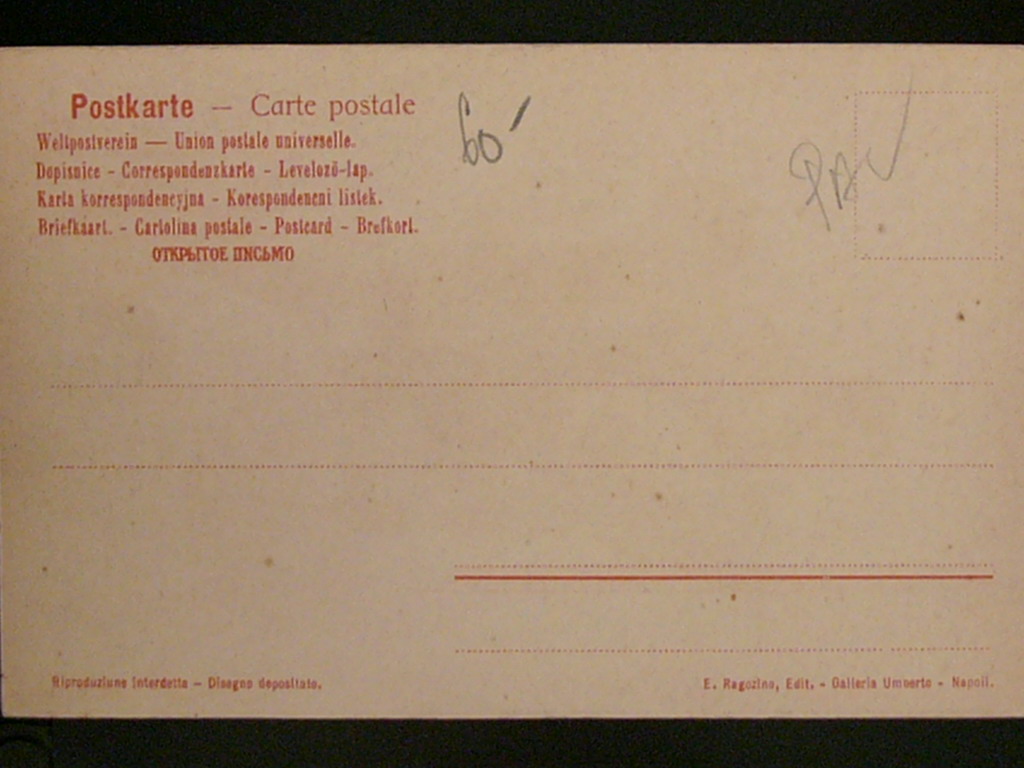 Postkarte – Carte postale
Weltpostverein — Union postale universelle.
Dopisnice - Correspondenzkarte - Levelozö-lap.
Karta korrespondencyjna - Korespondencni listek.
Briefkaart. - Cartolina postale - Postcard - Brefkort.
ОТКРЫТОЕ ПИСЬМО
60
Riproduzione interdetta – Disegno depositato.
E. Ragozino, Edit. - Galleria Umberto - Napoli.